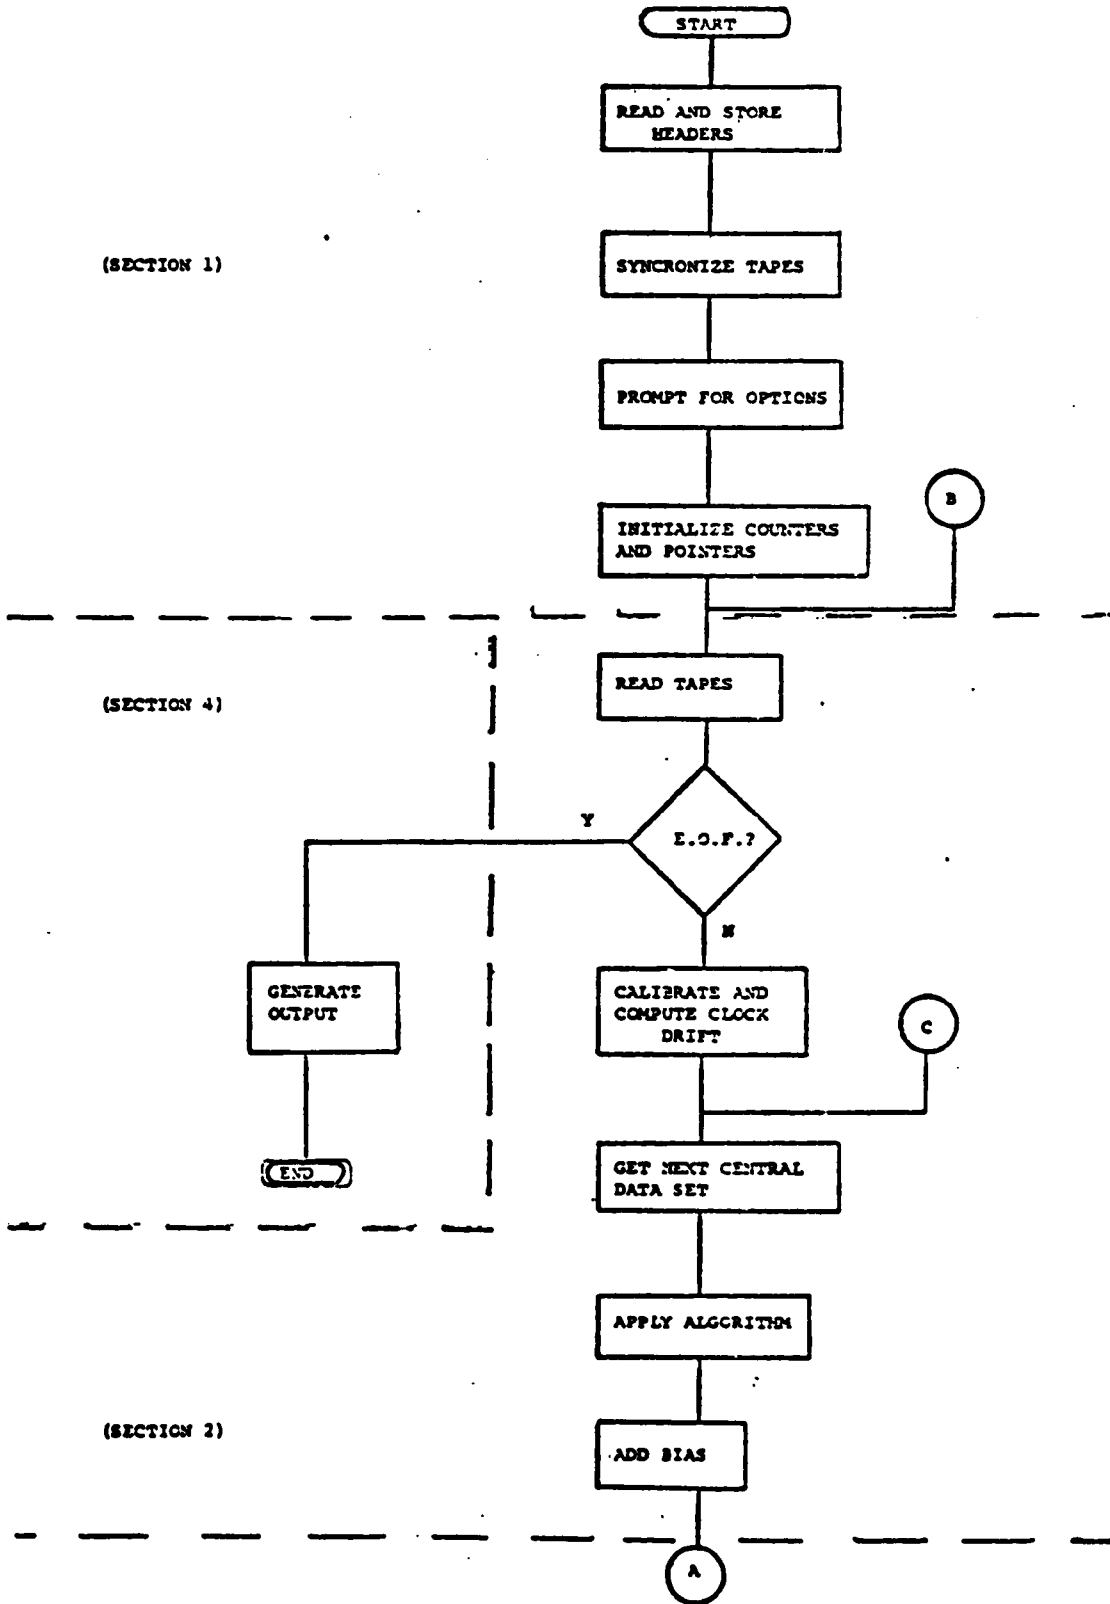 START
READ AND STORE
HEADERS
(SECTION 1)
SYNCRONIZE TAPES
PROMPT FOR OPTIONS
B
INITIALIZE COUNTERS
AND POINTERS
READ TAPES
(SECTION 4)
Y
E.O.F.?
N
GENERATE
OUTPUT
CALIBRATE AND
COMPUTE CLOCK
DRIFT
C
END
GET NEXT CENTRAL
DATA SET
APPLY ALGORITHM
(SECTION 2)
ADD BIAS
A